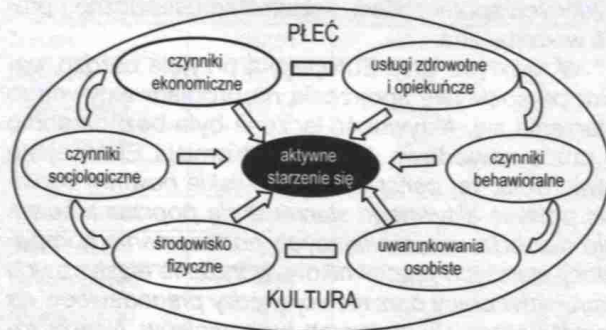 PŁEĆ
czynniki
ekonomiczne
usługi zdrowotne
i opiekuńcze
czynniki
socjologiczne
aktywne
starzenie się
czynniki
behawioralne
środowisko
fizyczne
uwarunkowania
osobiste
KULTURA